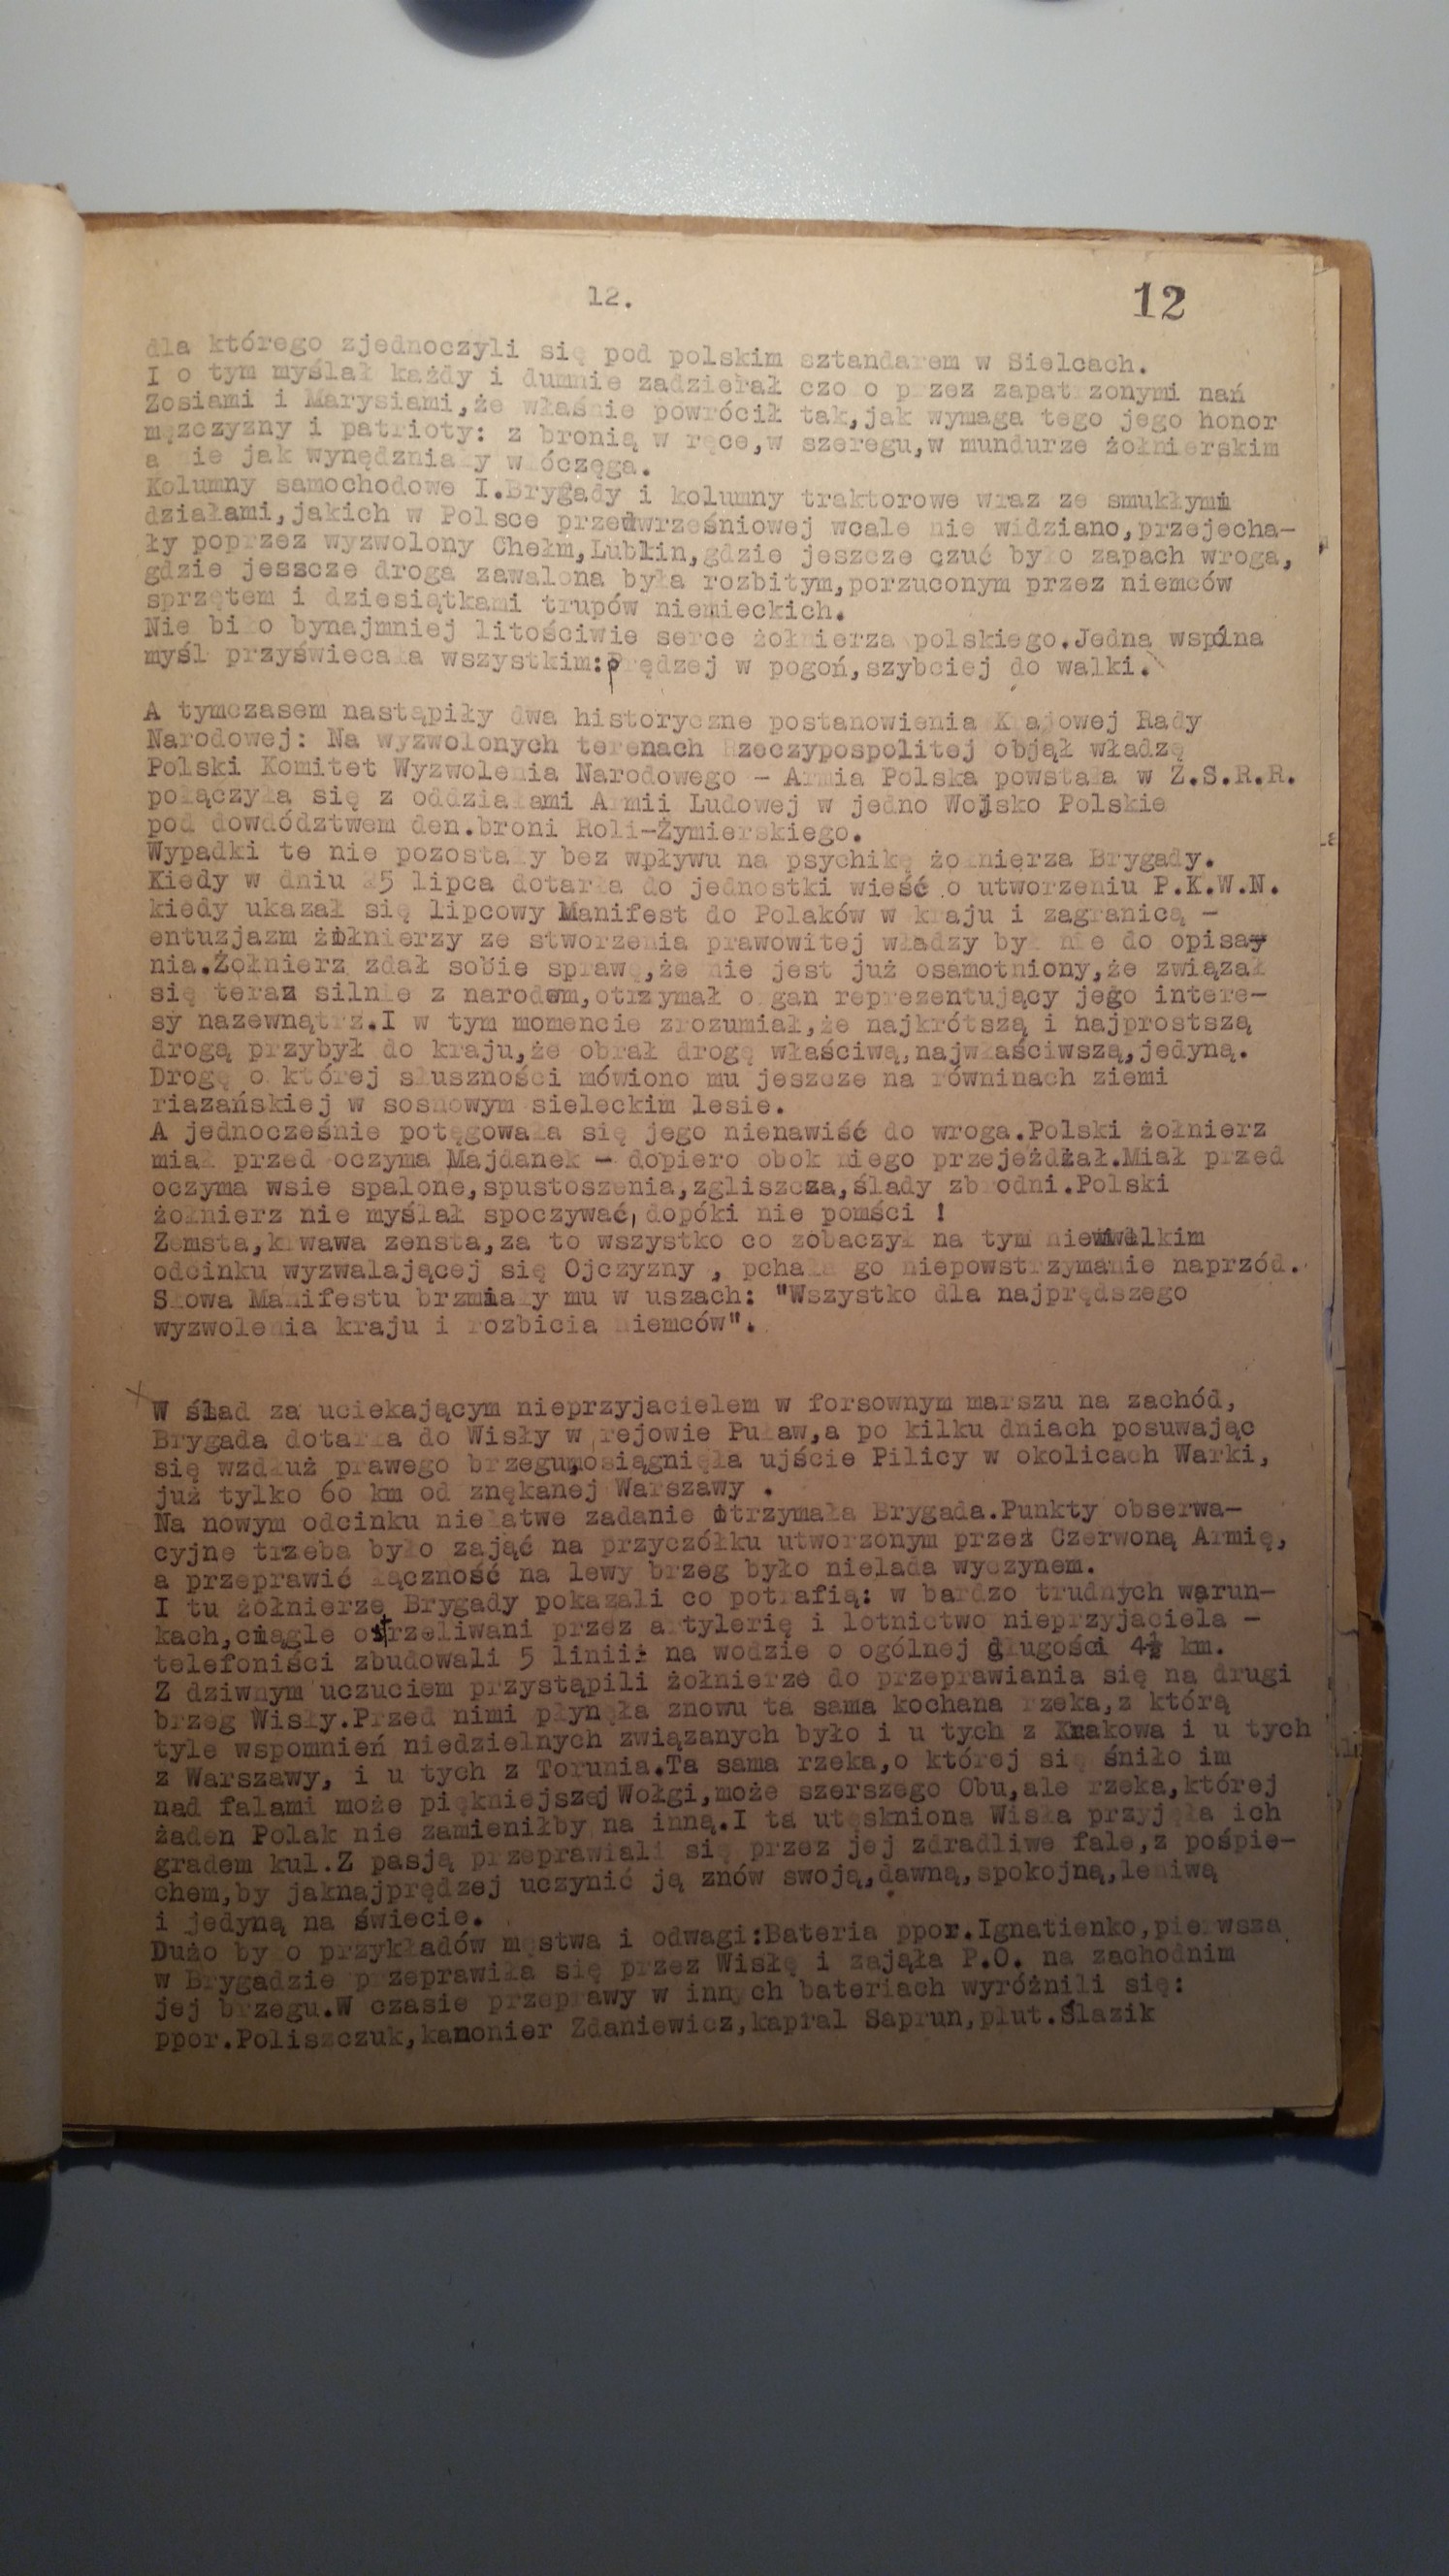 12.
12
dla którego zjednoczyli się pod polskim sztandarem w Sielcach.
I o tym myślał każdy i dumnie zadzierał czoło przez zapatrzonymi nań
Zosiami i Marysiami,że właśnie powrócił tak,jak wymaga tego jego honor
mężczyzny i patrioty: z bronią w ręce,w szeregu,w mundurze żołnierskim
a nie jak wynędzniały włóczęga.
Kolumny samochodowe I.Brygady i kolumny traktorowe wraz ze smukłymi
działami,jakich w Polsce przedwrześniowej wcale nie widziano,przejecha-
ły poprzez wyzwolony Chełm,Lublin,gdzie jeszcze czuć było zapach wroga,
gdzie jeszcze droga zawalona była rozbitym,porzuconym przez niemców
sprzętem i dziesiątkami trupów niemieckich.
Nie biło bynajmniej litościwie serce żołnierza polskiego.Jedna wspólna
myśl przyświecała wszystkim:prędzej w pogoń,szybciej do walki.
A tymczasem nastąpiły dwa historyczne postanowienia Krajowej Rady
Narodowej: Na wyzwolonych terenach Rzeczypospolitej objął władzę
Polski Komitet Wyzwolenia Narodowego - Armia Polska powstała w Z.S.R.R.
połączyła się z oddziałami Armii Ludowej w jedno Wojsko Polskie
pod dowdództwem den.broni Roli-Żymierskiego.
Wypadki te nie pozostały bez wpływu na psychikę żołnierza Brygady.
Kiedy w dniu 25 lipca dotarła do jednostki wieść o utworzeniu P.K.W.N.
kiedy ukazał się lipcowy Manifest do Polaków w kraju i zagranicą -
entuzjazm żołnierzy ze stworzenia prawowitej władzy był nie do opisa-
nia.Żołnierz zdał sobie sprawę,że nie jest już osamotniony,że związał
się teraz silnie z narodem,otrzymał organ reprezentujący jego intere-
sy nazewnątrz.I w tym momencie zrozumiał,że najkrótszą i najprostszą
drogą przybył do kraju,że obrał drogę właściwą,najwłaściwszą,jedyną.
Drogę o której słuszności mówiono mu jeszcze na równinach ziemi
riazańskiej w sosnowym sieleckim lesie.
A jednocześnie potęgowała się jego nienawiść do wroga.Polski żołnierz
miał przed oczyma Majdanek - dopiero obok niego przejeżdżał.Miał przed
oczyma wsie spalone,spustoszenia,zgliszcza,ślady zbrodni.Polski
żołnierz nie myślał spoczywać,dopóki nie pomści !
Zemsta,krwawa zensta,za to wszystko co zobaczył na tym niewielkim
odcinku wyzwalającej się Ojczyzny , pchała go niepowstrzymanie naprzód.
Słowa Manifestu brzmiały mu w uszach: "Wszystko dla najprędszego
wyzwolenia kraju i rozbicia niemców".
W ślad za uciekającym nieprzyjacielem w forsownym marszu na zachód,
Brygada dotarła do Wisły w rejowie Puław,a po kilku dniach posuwając
się wzdłuż prawego brzegu,osiągnięła ujście Pilicy w okolicach Warki,
już tylko 60 km od znękanej Warszawy .
Na nowym odcinku niełatwe zadanie otrzymała Brygada.Punkty obserwa-
cyjne trzeba było zająć na przyczółku utworzonym przez Czerwoną Armię,
a przeprawić łączność na lewy brzeg było nielada wyczynem.
I tu żołnierze Brygady pokazali co potrafią: w bardzo trudnych warun-
kach,ciągle ostrzeliwani przez artylerię i lotnictwo nieprzyjaciela -
telefoniści zbudowali 5 linii na wodzie o ogólnej długości 4½ km.
Z dziwnym uczuciem przystąpili żołnierze do przeprawiania się na drugi
brzeg Wisły.Przed nimi płynęła znowu ta sama kochana rzeka,z którą
tyle wspomnień niedzielnych związanych było i u tych z Krakowa i u tych
z Warszawy, i u tych z Torunia.Ta sama rzeka,o której się śniło im
nad falami może piękniejszej Wołgi,może szerszego Obu,ale rzeka,której
żaden Polak nie zamieniłby na inną.I ta utęskniona Wisła przyjęła ich
gradem kul.Z pasją przeprawiali się przez jej zdradliwe fale,z pośpie-
chem,by jaknajprędzej uczynić ją znów swoją,dawną,spokojną,leniwą
i jedyną na świecie.
Dużo było przykładów męstwa i odwagi:Bateria ppor.Ignatienko,pierwsza
w Brygadzie przeprawiła się przez Wisłę i zajęła P.O. na zachodnim
jej brzegu.W czasie przeprawy w innych bateriach wyróżnili się:
ppor.Poliszczuk,kanonier Zdaniewicz,kapral Saprun,plut.Ślazik